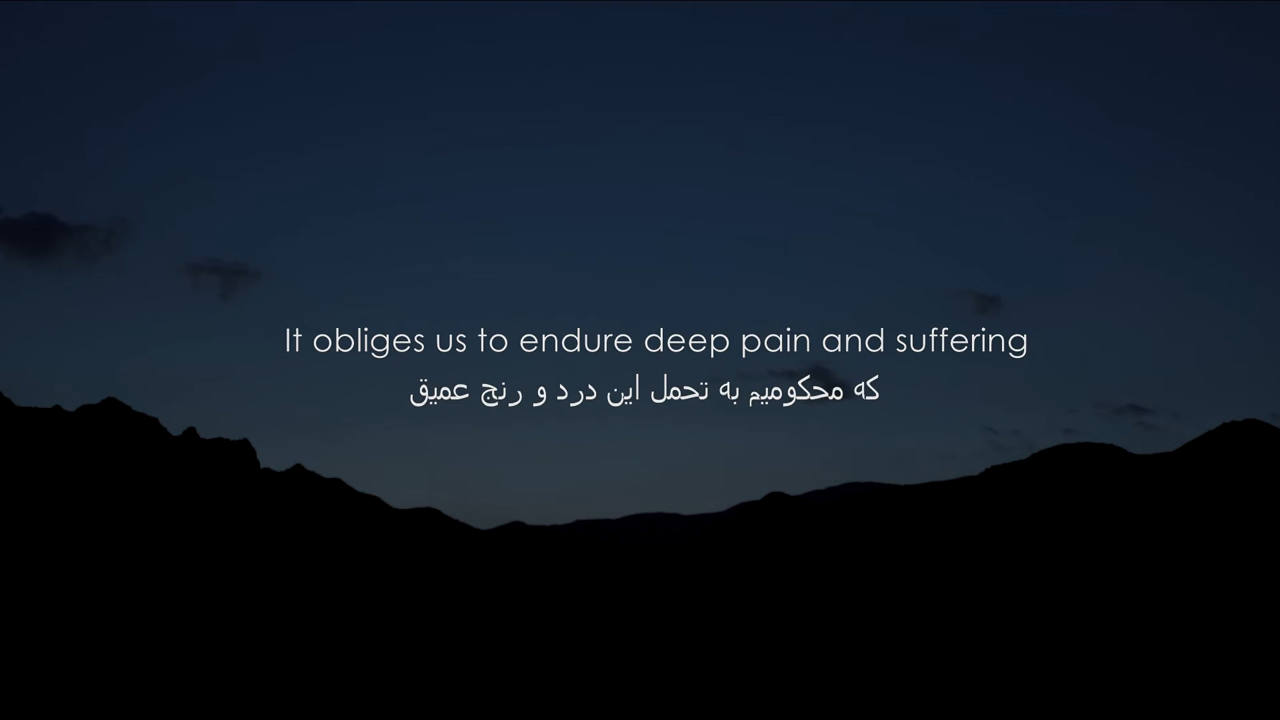 It obliges us to endure deep pain and suffering
که محکومیم به تحمل این درد و رنج عمیق